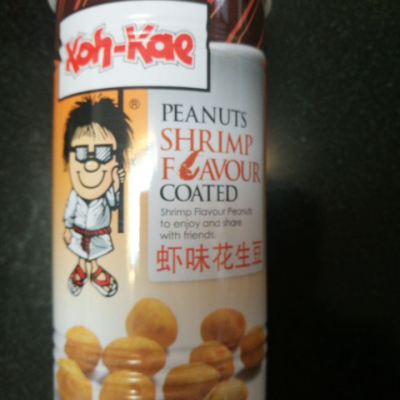 Koh-Kae
®
PEANUTS
SHRIMP
FLAVOUR
COATED
Shrimp Flavour Peanuts
to enjoy and share
with friends.
虾味花生豆